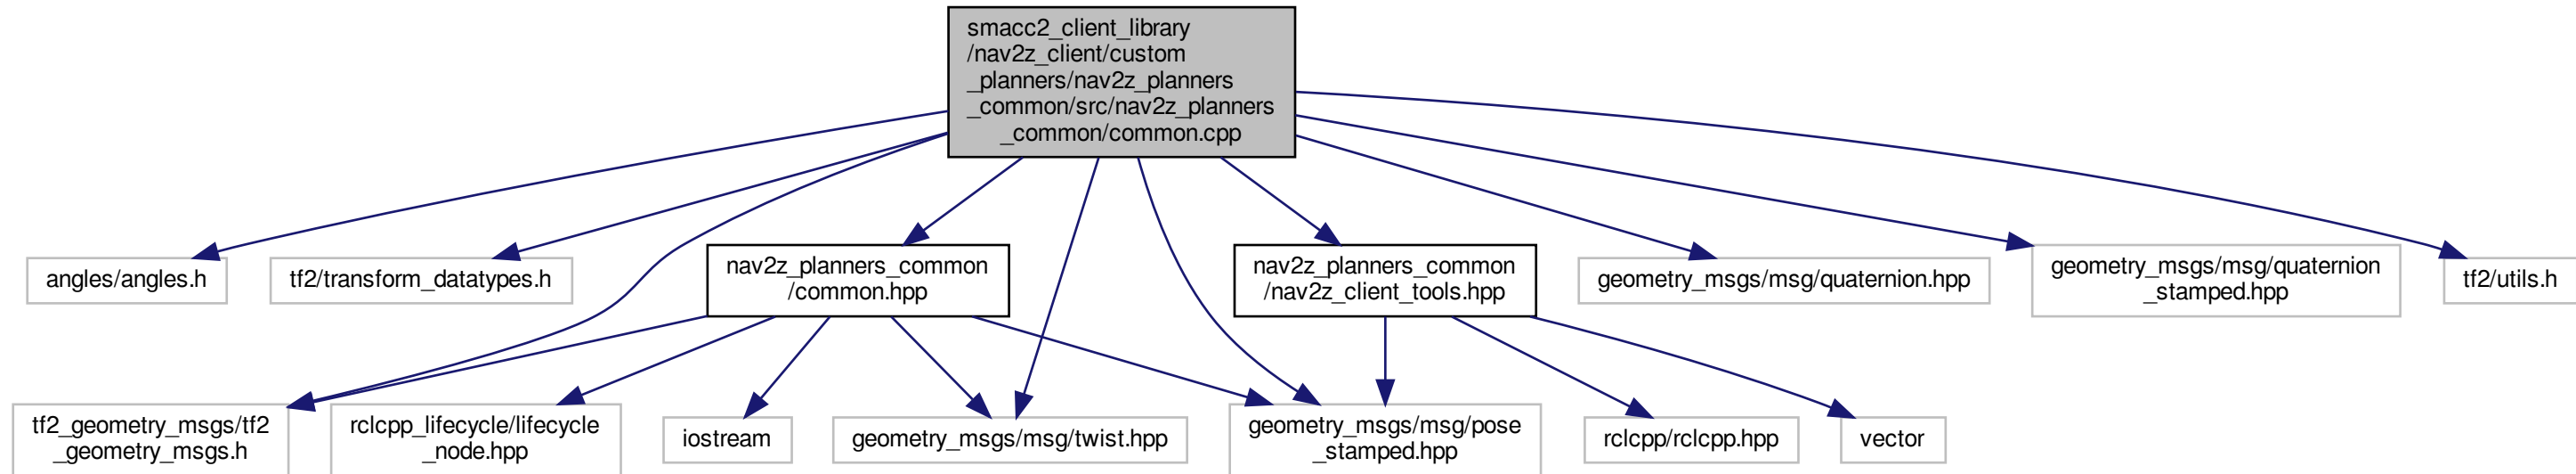 smacc2_client_library
/nav2z_client/custom
_planners/nav2z_planners
_common/src/nav2z_planners
_common/common.cpp
angles/angles.h
tf2/transform_datatypes.h
nav2z_planners_common
/common.hpp
nav2z_planners_common
/nav2z_client_tools.hpp
geometry_msgs/msg/quaternion.hpp
geometry_msgs/msg/quaternion
_stamped.hpp
tf2/utils.h
tf2_geometry_msgs/tf2
_geometry_msgs.h
rclcpp_lifecycle/lifecycle
_node.hpp
iostream
geometry_msgs/msg/twist.hpp
geometry_msgs/msg/pose
_stamped.hpp
rclcpp/rclcpp.hpp
vector